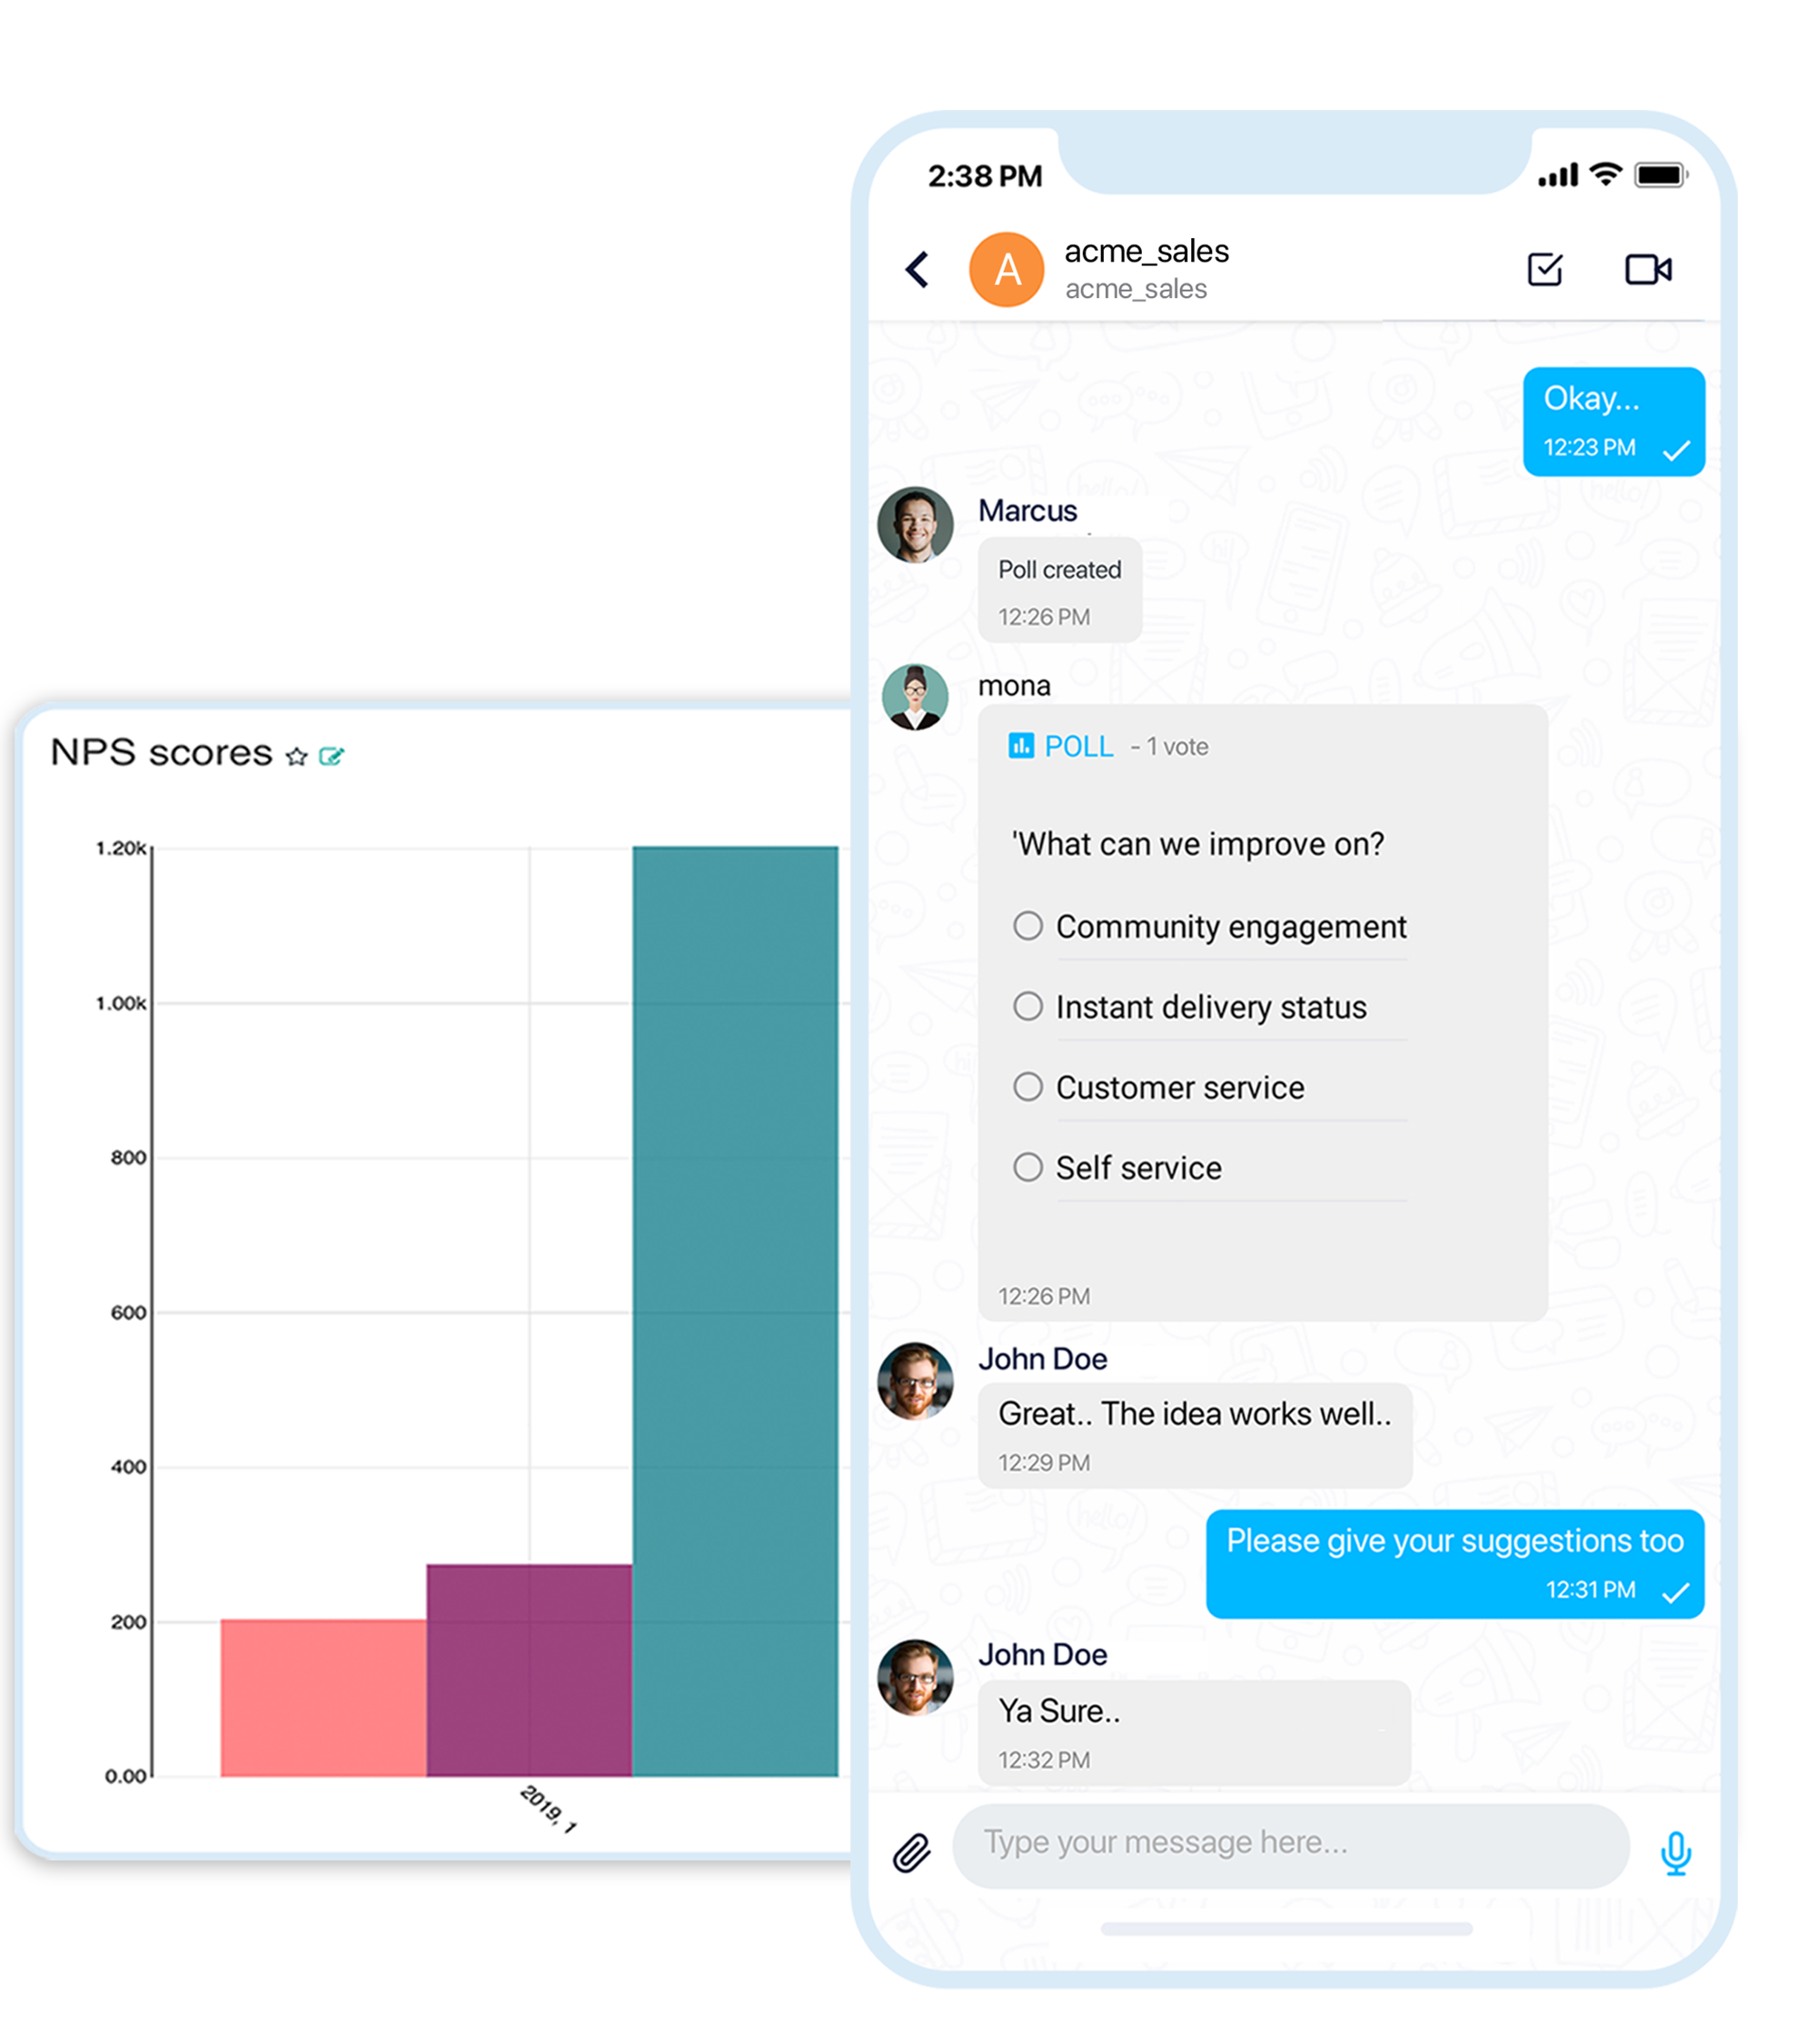 2:38 PM
A
acme_sales
acme_sales
Okay...
12:23 PM
Marcus
Poll created
12:26 PM
mona
POLL - 1 vote
'What can we improve on?
Community engagement
Instant delivery status
Customer service
Self service
12:26 PM
John Doe
Great.. The idea works well..
12:29 PM
Please give your suggestions too
12:31 PM
John Doe
Ya Sure..
12:32 PM
Type your message here...
NPS scores
1.20k
1.00k
800
600
400
200
0.00
2019, 1